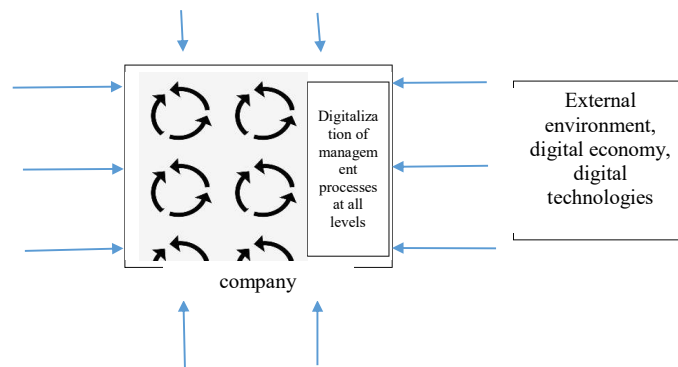 Digitaliza
tion of
managem
ent
processes
at all
levels
External
environment,
digital economy,
digital
technologies
company